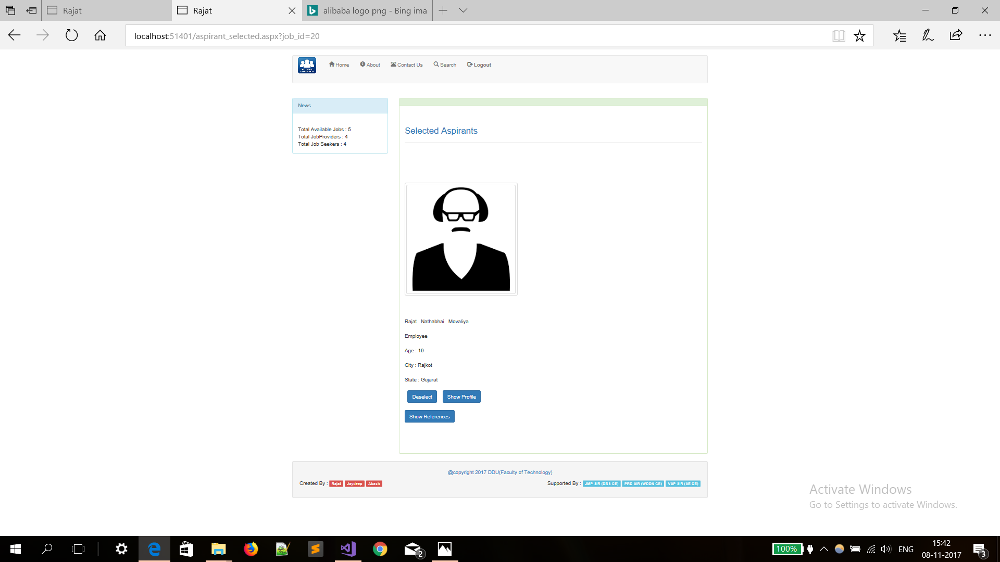 Rajat
Rajat
alibaba logo png - Bing ima
localhost:51401/aspirant_selected.aspx?job_id=20
Home About Contact Us Search Logout
News
Total Available Jobs : 5
Total JobProviders : 4
Total Job Seekers : 4
Selected Aspirants
Rajat Nathabhai Movaliya
Employee
Age : 19
City : Rajkot
State : Gujarat
Deselect Show Profile
Show References
@copyright 2017 DDU(Faculty of Technology)
Created By : Rajat Jaydeep Akash
Supported By : JMP SIR (DBS CE) PRD SIR (WDDN CE) VSP SIR (SE CE)
Activate Windows
Go to Settings to activate Windows.
2
100%
ENG
15:42
08-11-2017
3